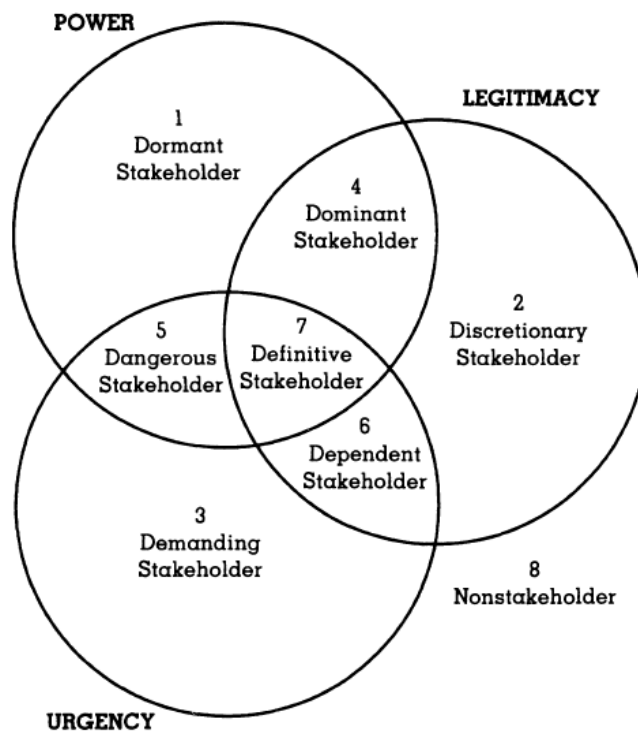 POWER
LEGITIMACY
1
Dormant
Stakeholder
4
Dominant
Stakeholder
2
Discretionary
Stakeholder
5
Dangerous
Stakeholder
7
Definitive
Stakeholder
6
Dependent
Stakeholder
3
Demanding
Stakeholder
8
Nonstakeholder
URGENCY